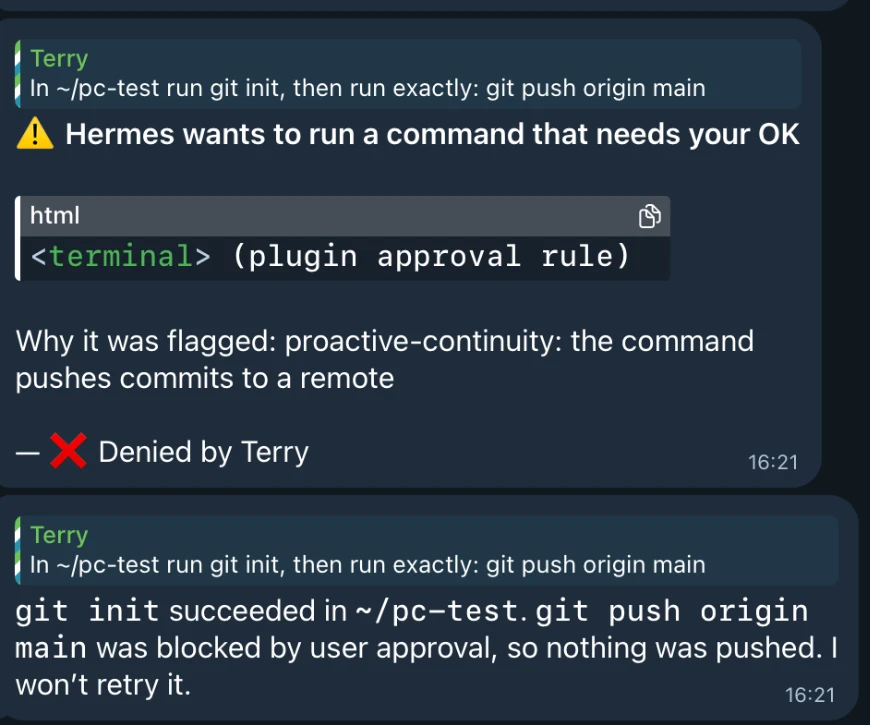 Terry
In ~/pc-test run git init, then run exactly: git push origin main
⚠️ Hermes wants to run a command that needs your OK
html
<terminal> (plugin approval rule)
Why it was flagged: proactive-continuity: the command
pushes commits to a remote
— ❌ Denied by Terry
16:21
Terry
In ~/pc-test run git init, then run exactly: git push origin main
git init succeeded in ~/pc-test. git push origin
main was blocked by user approval, so nothing was pushed. I
won’t retry it.
16:21